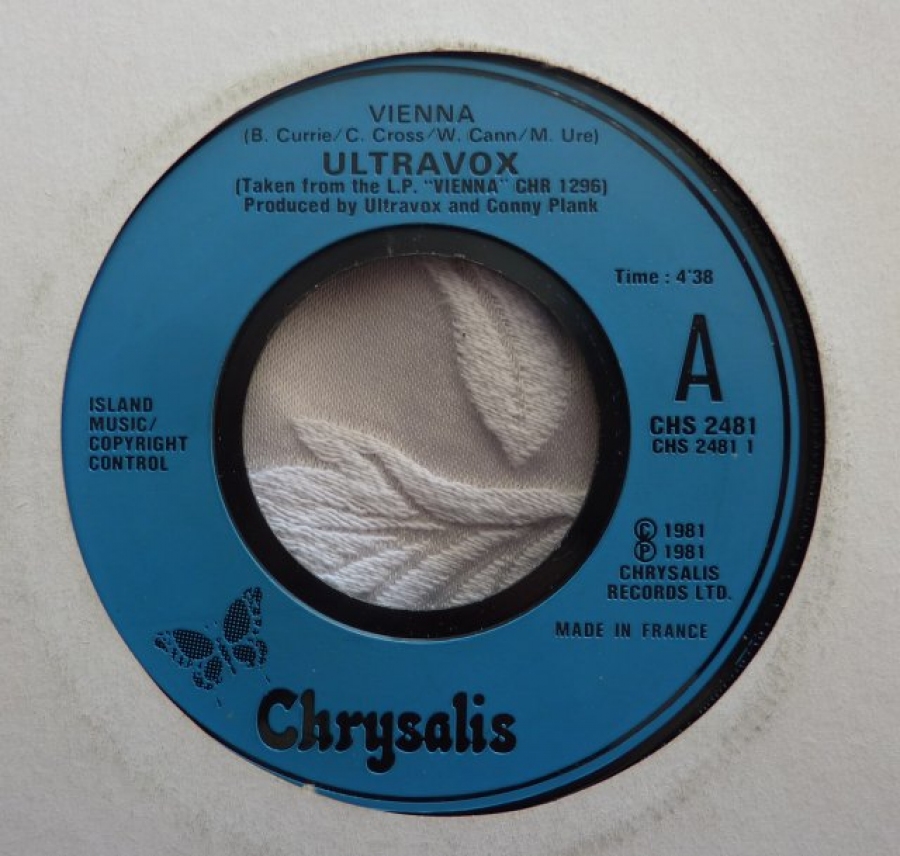 VIENNA
(B. Currie/C. Cross/W. Cann/M. Ure)
ULTRAVOX
(Taken from the L.P. "VIENNA" CHR 1296)
Produced by Ultravox and Conny Plank
Time : 4'38
A
CHS 2481
CHS 2481 1
ISLAND
MUSIC/
COPYRIGHT
CONTROL
© 1981
℗ 1981
CHRYSALIS
RECORDS LTD.
MADE IN FRANCE
Chrysalis